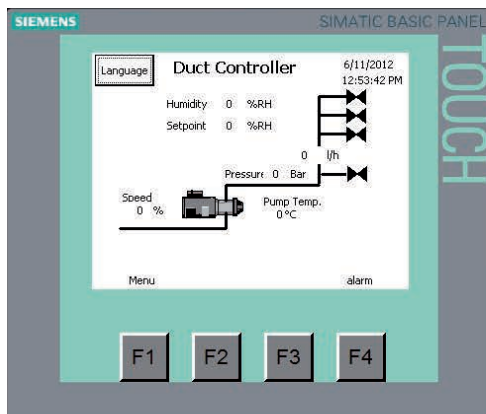 SIEMENS
SIMATIC BASIC PANEL
TOUCH
Language
Duct Controller
6/11/2012
12:53:42 PM
Humidity 0 %RH
Setpoint 0 %RH
0 l/h
Pressure 0 Bar
Speed
0 %
Pump Temp.
0 °C
Menu
alarm
F1 F2 F3 F4